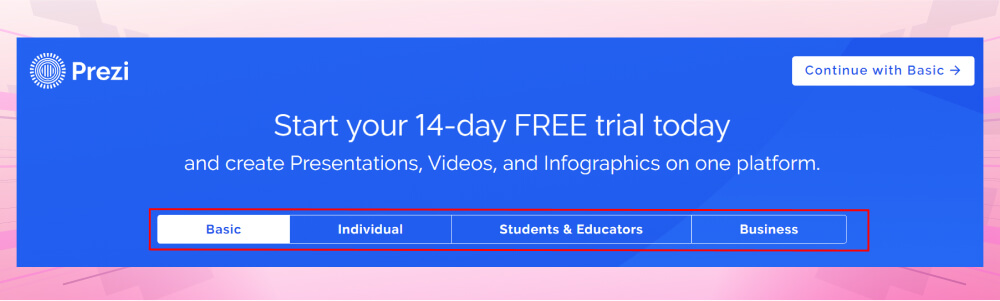 Prezi
Continue with Basic →
Start your 14-day FREE trial today
and create Presentations, Videos, and Infographics on one platform.
Basic Individual Students & Educators Business